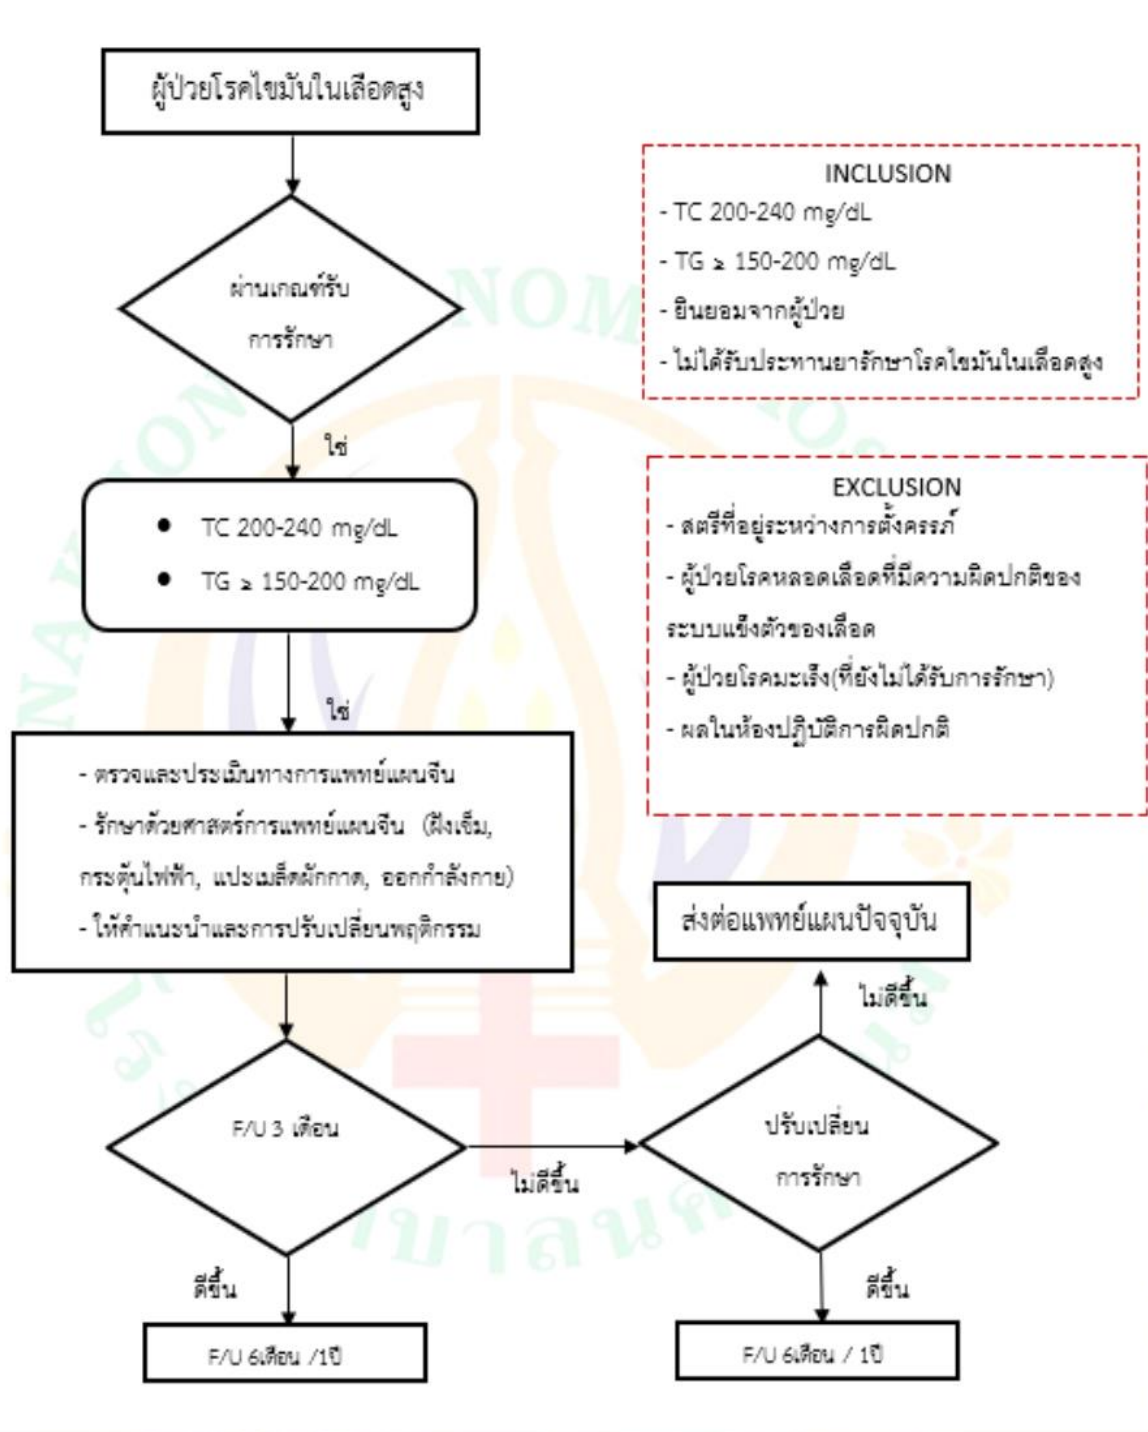 ผู้ป่วยโรคไขมันในเลือดสูง
ผ่านเกณฑ์รับ
การรักษา
ใช่
● TC 200-240 mg/dL
● TG ≥ 150-200 mg/dL
ใช่
- ตรวจและประเมินทางการแพทย์แผนจีน
- รักษาด้วยศาสตร์การแพทย์แผนจีน (ฝังเข็ม,
กระตุ้นไฟฟ้า, แปะเมล็ดผักกาด, ออกกำลังกาย)
- ให้คำแนะนำและการปรับเปลี่ยนพฤติกรรม
F/U 3 เดือน
ไม่ดีขึ้น
ดีขึ้น
F/U 6เดือน /1ปี
INCLUSION
- TC 200-240 mg/dL
- TG ≥ 150-200 mg/dL
- ยินยอมจากผู้ป่วย
- ไม่ได้รับประทานยารักษาโรคไขมันในเลือดสูง
EXCLUSION
- สตรีที่อยู่ระหว่างการตั้งครรภ์
- ผู้ป่วยโรคหลอดเลือดที่มีความผิดปกติของ
ระบบแข็งตัวของเลือด
- ผู้ป่วยโรคมะเร็ง(ที่ยังไม่ได้รับการรักษา)
- ผลในห้องปฏิบัติการผิดปกติ
ส่งต่อแพทย์แผนปัจจุบัน
ไม่ดีขึ้น
ปรับเปลี่ยน
การรักษา
ดีขึ้น
F/U 6เดือน / 1ปี